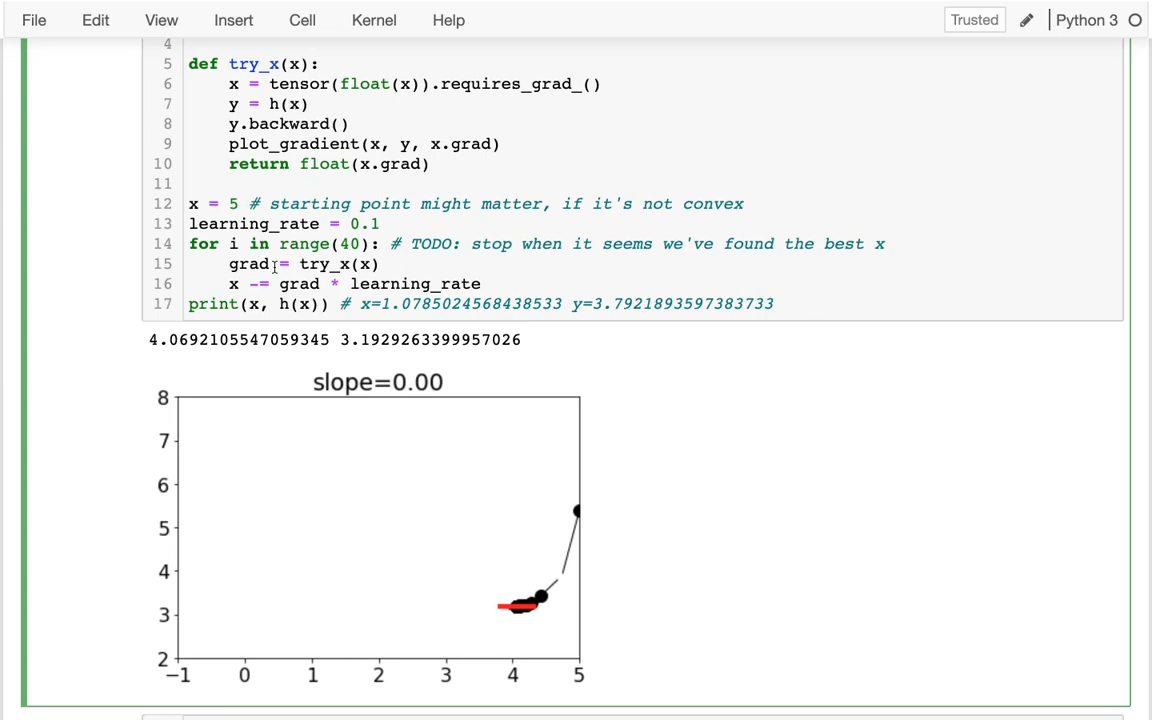 File Edit View Insert Cell Kernel Help Trusted Python 3
4
5 def try_x(x):
6 x = tensor(float(x)).requires_grad_()
7 y = h(x)
8 y.backward()
9 plot_gradient(x, y, x.grad)
10 return float(x.grad)
11
12 x = 5 # starting point might matter, if it's not convex
13 learning_rate = 0.1
14 for i in range(40): # TODO: stop when it seems we've found the best x
15 grad = try_x(x)
16 x -= grad * learning_rate
17 print(x, h(x)) # x=1.0785024568438533 y=3.7921893597383733
4.0692105547059345 3.1929263399957026
slope=0.00
8
7
6
5
4
3
2
−1 0 1 2 3 4 5